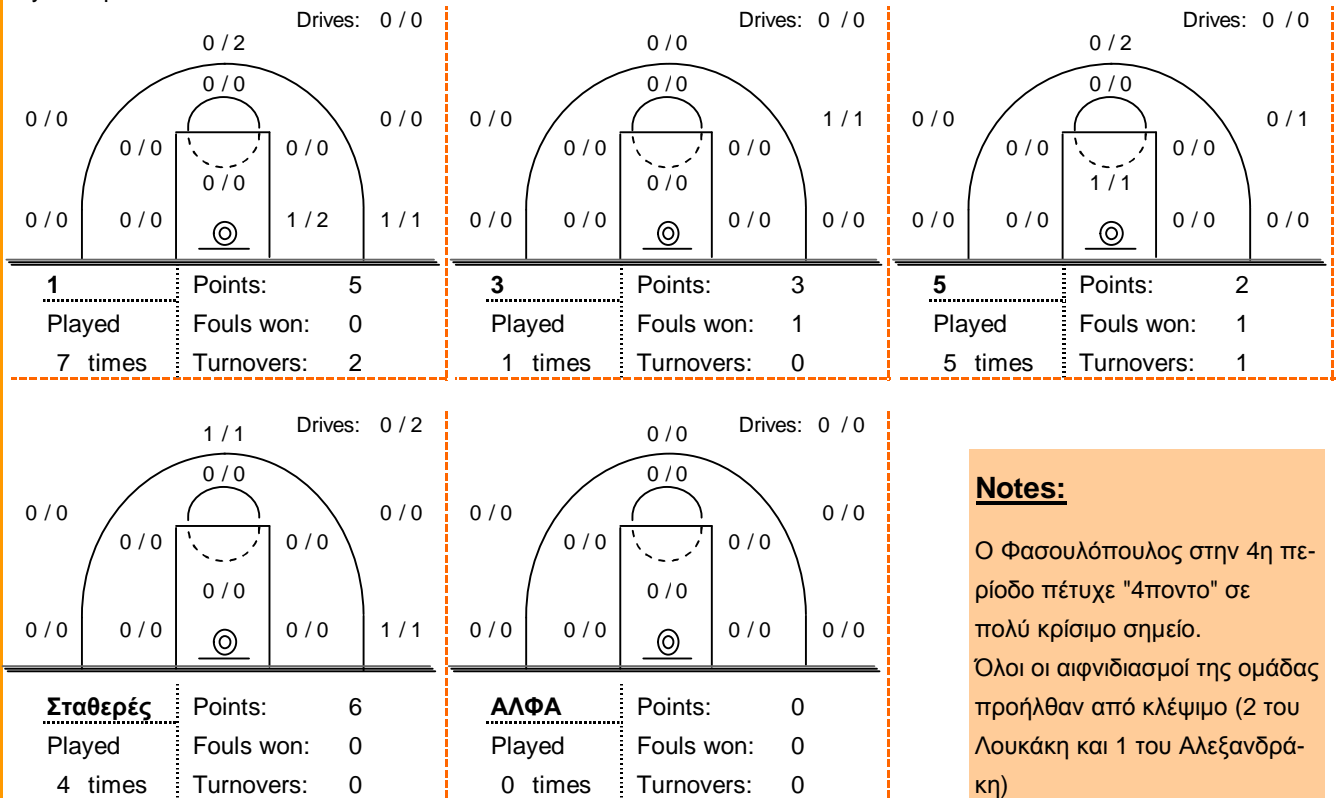 Drives: 0 / 0
0 / 2
0 / 0
0 / 0
0 / 0
0 / 0
0 / 0
0 / 0
0 / 0
0 / 0
1 / 2
1 / 1
1
Points: 5
Played
Fouls won: 0
7 times
Turnovers: 2
Drives: 0 / 0
0 / 0
0 / 0
0 / 0
1 / 1
0 / 0
0 / 0
0 / 0
0 / 0
0 / 0
0 / 0
0 / 0
3
Points: 3
Played
Fouls won: 1
1 times
Turnovers: 0
Drives: 0 / 0
0 / 2
0 / 0
0 / 0
0 / 1
0 / 0
0 / 0
1 / 1
0 / 0
0 / 0
0 / 0
0 / 0
5
Points: 2
Played
Fouls won: 1
5 times
Turnovers: 1
Drives: 0 / 2
1 / 1
0 / 0
0 / 0
0 / 0
0 / 0
0 / 0
0 / 0
0 / 0
0 / 0
0 / 0
1 / 1
Σταθερές
Points: 6
Played
Fouls won: 0
4 times
Turnovers: 0
Drives: 0 / 0
0 / 0
0 / 0
0 / 0
0 / 0
0 / 0
0 / 0
0 / 0
0 / 0
0 / 0
0 / 0
0 / 0
ΑΛΦΑ
Points: 0
Played
Fouls won: 0
0 times
Turnovers: 0
Notes:
Ο Φασουλόπουλος στην 4η πε-
ρίοδο πέτυχε "4ποντο" σε
πολύ κρίσιμο σημείο.
Όλοι οι αιφνιδιασμοί της ομάδας
προήλθαν από κλέψιμο (2 του
Λουκάκη και 1 του Αλεξανδρά-
κη)